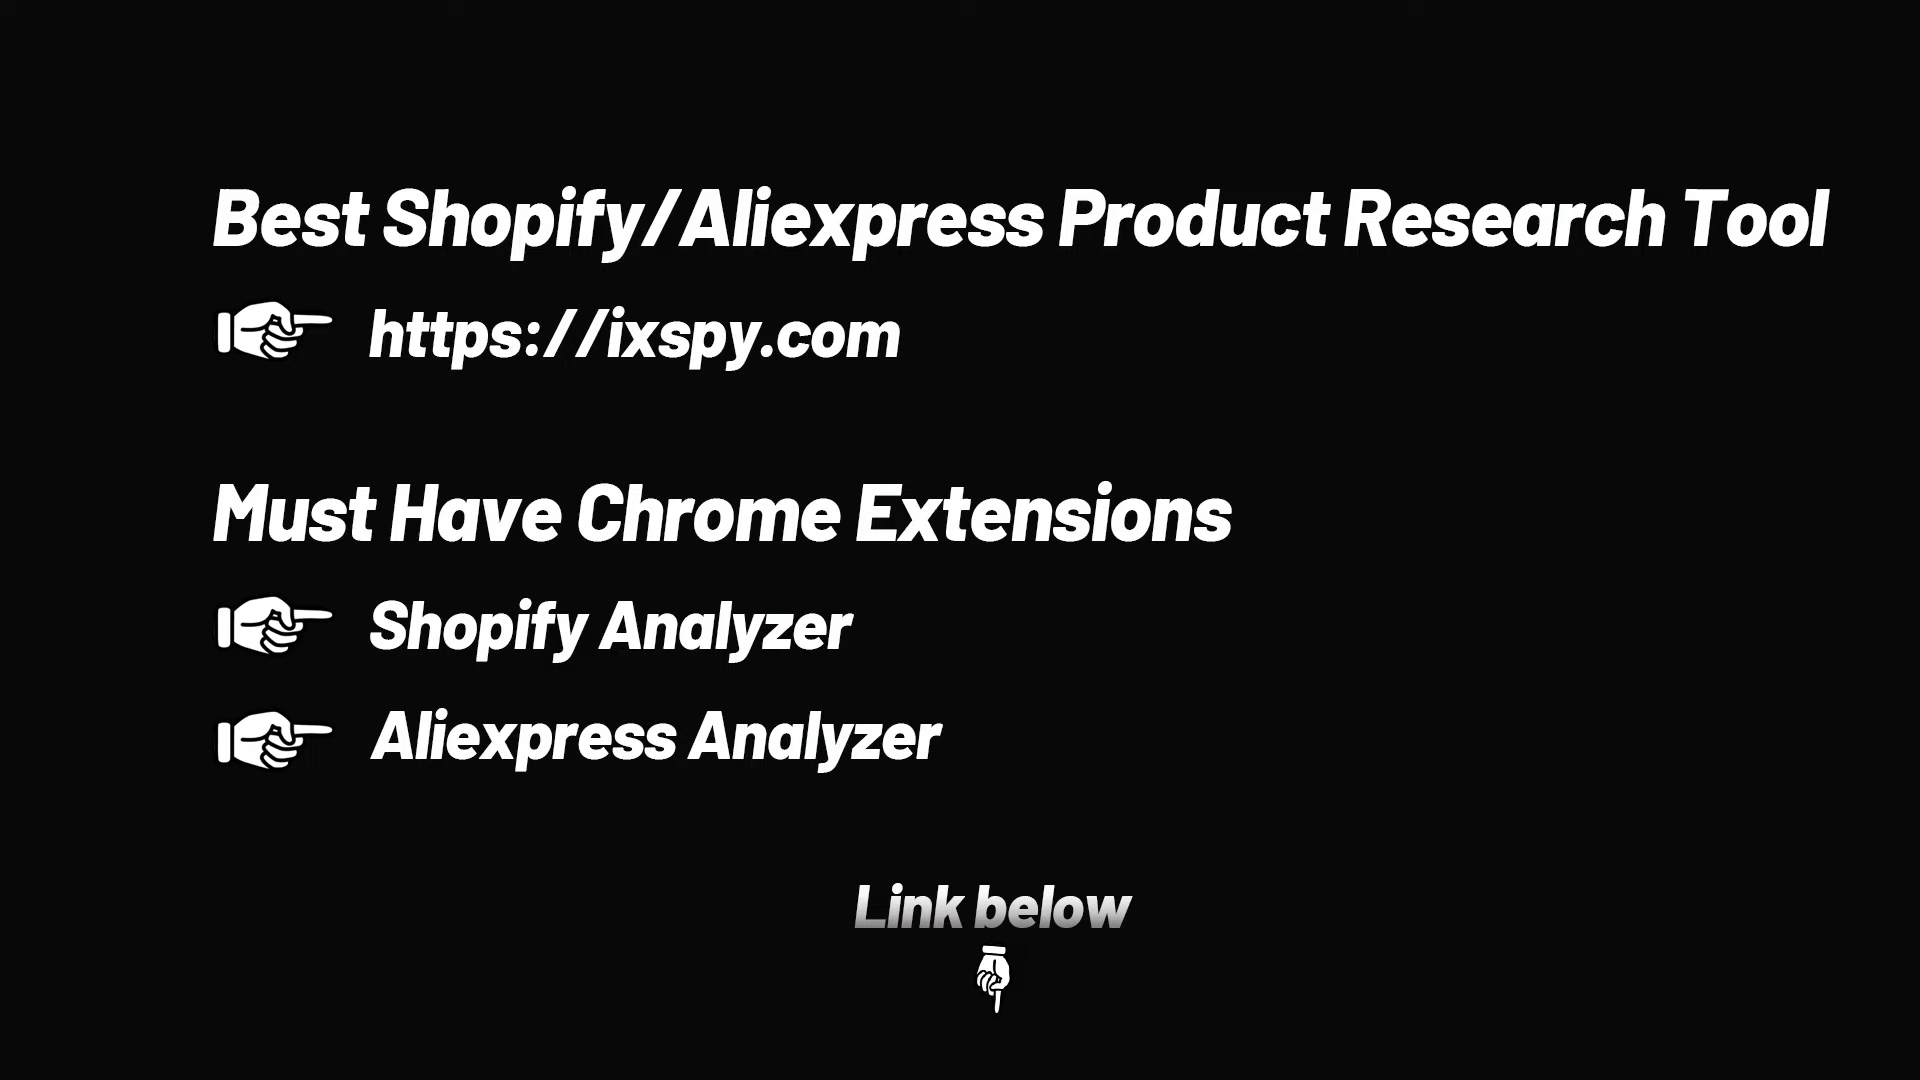 Best Shopify/Aliexpress Product Research Tool
https://ixspy.com
Must Have Chrome Extensions
Shopify Analyzer
Aliexpress Analyzer
Link below